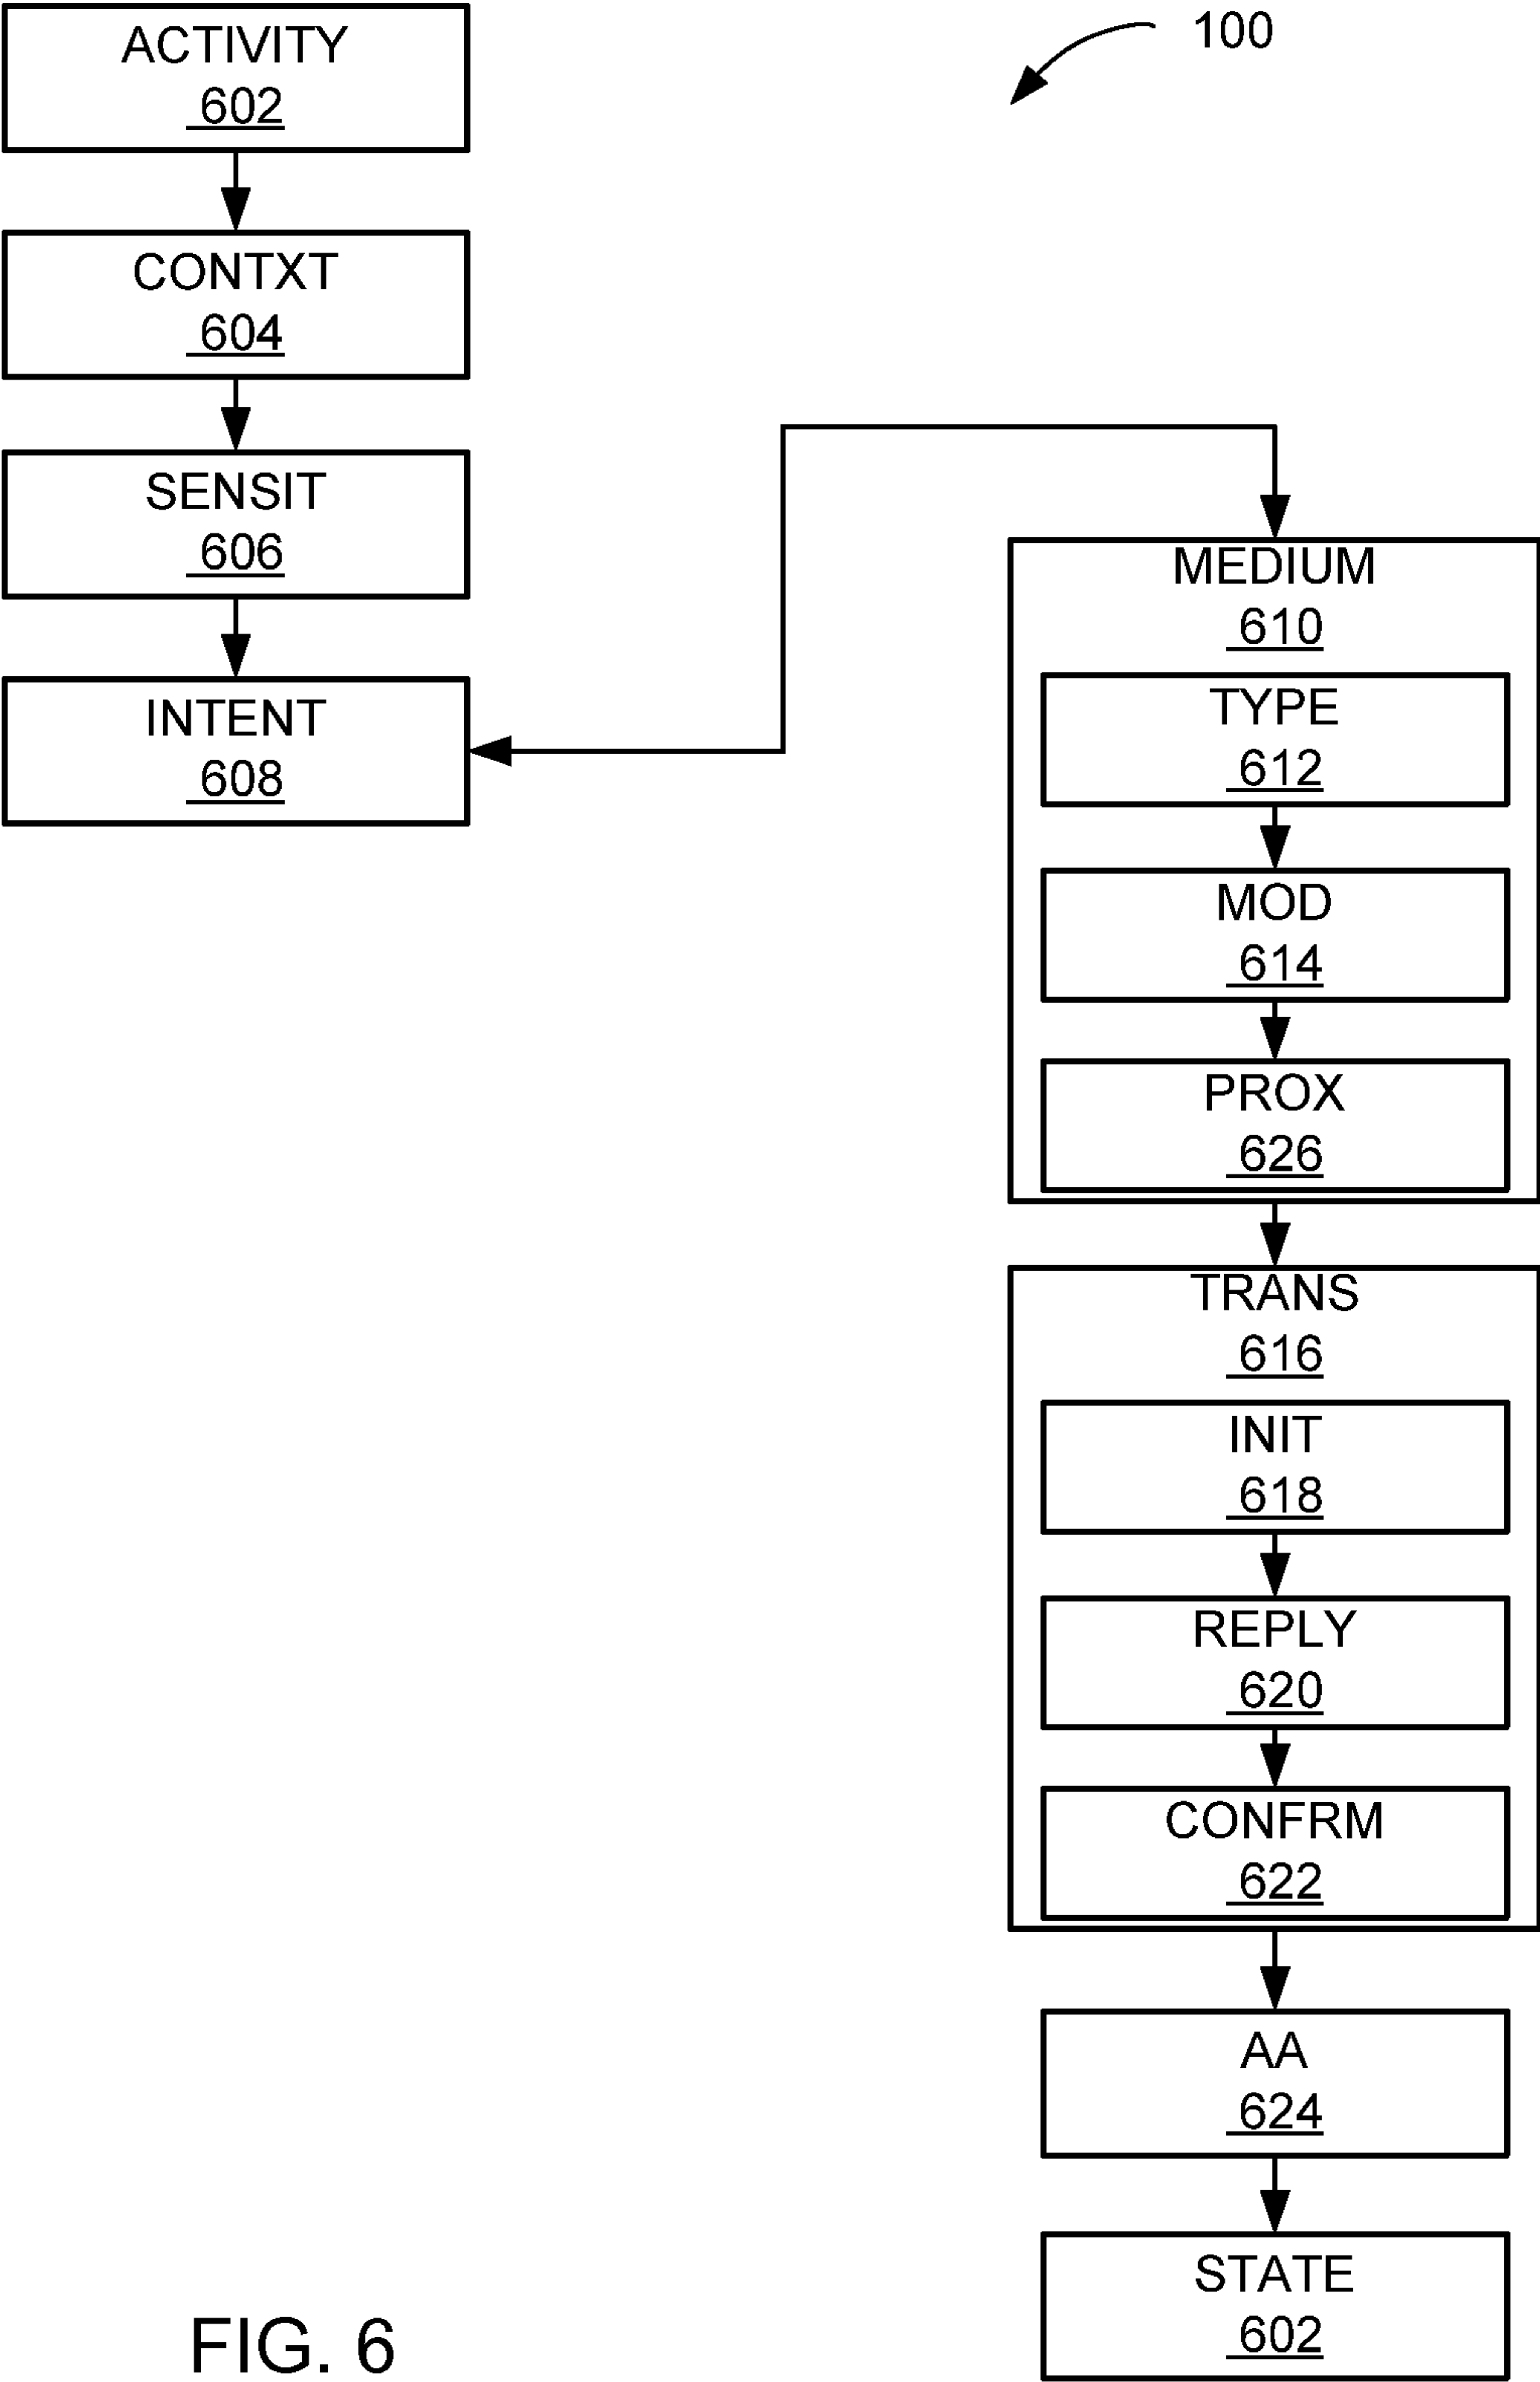 100
ACTIVITY
602
CONTXT
604
SENSIT
606
INTENT
608
MEDIUM
610
TYPE
612
MOD
614
PROX
626
TRANS
616
INIT
618
REPLY
620
CONFRM
622
AA
624
STATE
602
FIG. 6